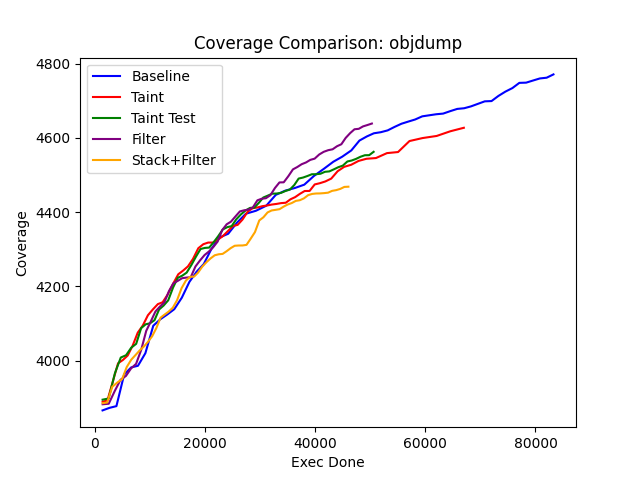 Coverage Comparison: objdump
Baseline
Taint
Taint Test
Filter
Stack+Filter
Coverage
4800
4600
4400
4200
4000
0 20000 40000 60000 80000
Exec Done